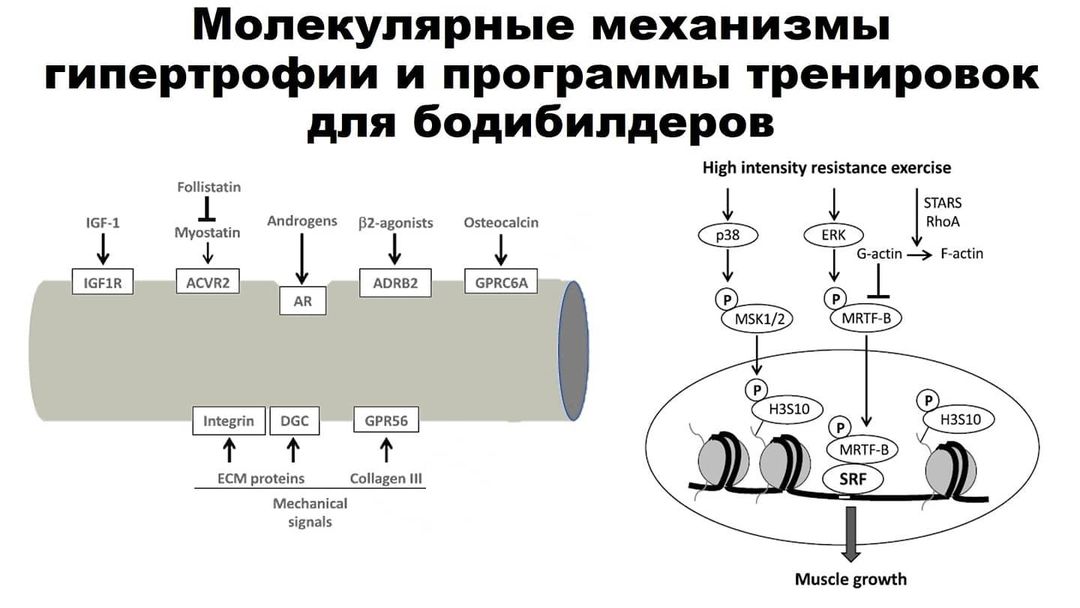 Молекулярные механизмы
гипертрофии и программы тренировок
для бодибилдеров
Follistatin
IGF-1
Myostatin
Androgens
β2-agonists
Osteocalcin
IGF1R
ACVR2
AR
ADRB2
GPRC6A
Integrin
DGC
GPR56
ECM proteins
Collagen III
Mechanical
signals
High intensity resistance exercise
STARS
RhoA
p38
ERK
G-actin
F-actin
P
MSK1/2
P
MRTF-B
P
H3S10
P
MRTF-B
SRF
P
H3S10
Muscle growth